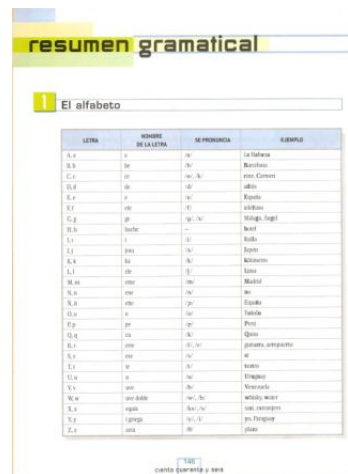 resumen gramatical
1 El alfabeto
LETRA NOMBRE DE LA LETRA SE PRONUNCIA EJEMPLO
A, a a /a/ La Habana
B, b be /b/ Barcelona
C, c ce cine, Carmen
D, d de /d/ adiós
E, e e /e/ España
F, f efe /f/ teléfono
G, g ge Málaga, Ángel
H, h hache - hotel
I, i i /i/ Italia
J, j jota /x/ Japón
K, k ka /k/ kilómetro
L, l ele /l/ Luna
M, m eme /m/ Madrid
N, n ene /n/ no
Ñ, ñ eñe España
O, o o /o/ Toledo
P, p pe /p/ Perú
Q, q cu /k/ Quito
R, r erre guitarra, aeropuerto
S, s ese /s/ sí
T, t te /t/ teatro
U, u u /u/ Uruguay
V, v uve /b/ Venezuela
W, w uve doble whisky, water
X, x equis taxi, extranjero
Y, y i griega yo, Paraguay
Z, z zeta plaza
146
ciento cuarenta y seis